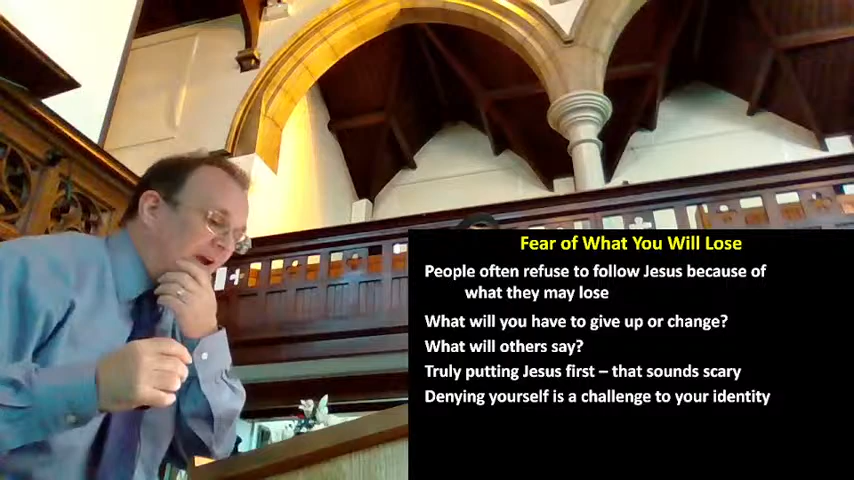 Fear of What You Will Lose
People often refuse to follow Jesus because of
what they may lose
What will you have to give up or change?
What will others say?
Truly putting Jesus first – that sounds scary
Denying yourself is a challenge to your identity